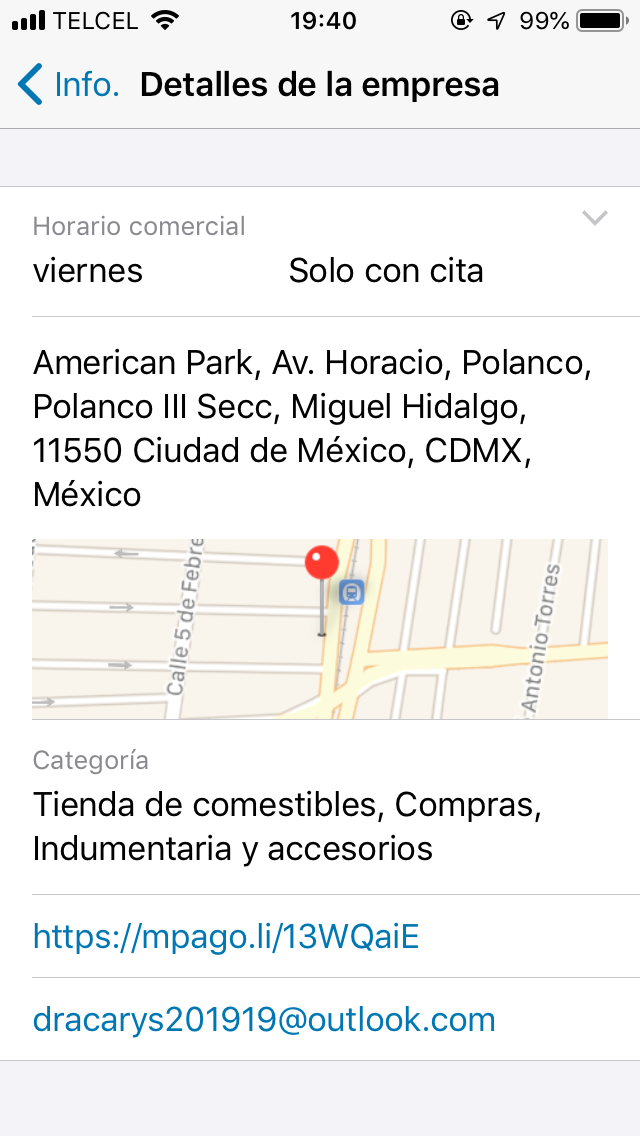 TELCEL 19:40 99%
Info. Detalles de la empresa
Horario comercial
viernes Solo con cita
American Park, Av. Horacio, Polanco,
Polanco III Secc, Miguel Hidalgo,
11550 Ciudad de México, CDMX,
México
Calle 5 de Febre
Antonio Torres
Categoría
Tienda de comestibles, Compras,
Indumentaria y accesorios
https://mpago.li/13WQaiE
dracarys201919@outlook.com